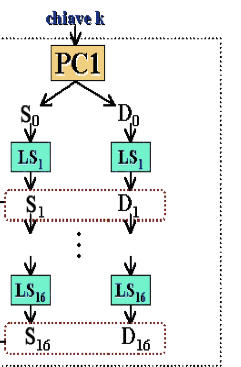 chiave k
PC1
S0 D0
LS1 LS1
S1 D1
LS16 LS16
S16 D16